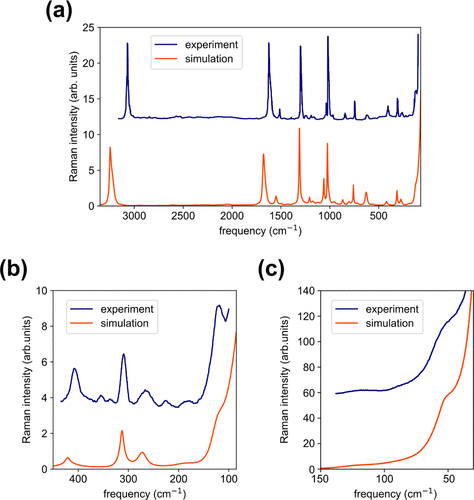 (a)
25
20
15
10
5
0
Raman intensity (arb. units)
experiment
simulation
3000 2500 2000 1500 1000 500
frequency (cm⁻¹)
(b)
10
8
6
4
2
0
Raman intensity (arb.units)
experiment
simulation
400 300 200 100
frequency (cm⁻¹)
(c)
140
120
100
80
60
40
20
0
Raman intensity (arb.units)
experiment
simulation
150 100 50
frequency (cm⁻¹)